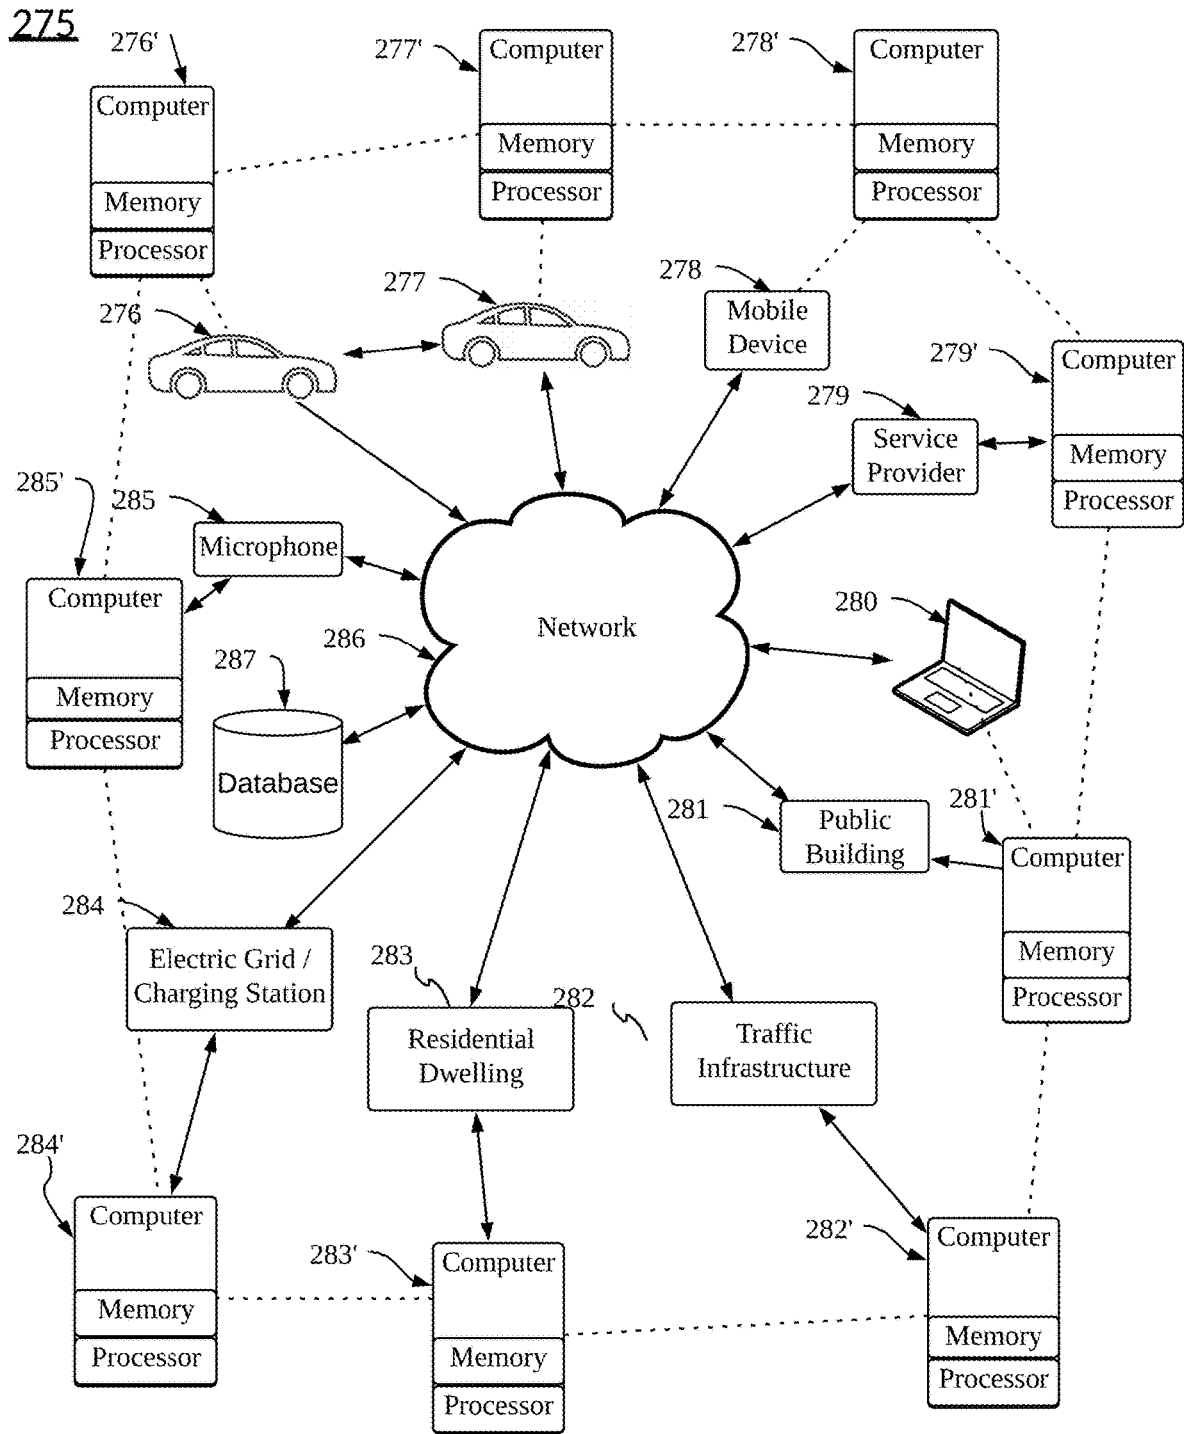 275
276'
277'
278'
Computer
Memory
Processor
Computer
Memory
Processor
Computer
Memory
Processor
276
277
278
Mobile
Device
279'
Computer
Memory
Processor
279
Service
Provider
285'
285
Microphone
Computer
Memory
Processor
286
Network
280
287
Database
281
Public
Building
281'
Computer
Memory
Processor
284
Electric Grid /
Charging Station
283
Residential
Dwelling
282
Traffic
Infrastructure
284'
Computer
Memory
Processor
283'
Computer
Memory
Processor
282'
Computer
Memory
Processor